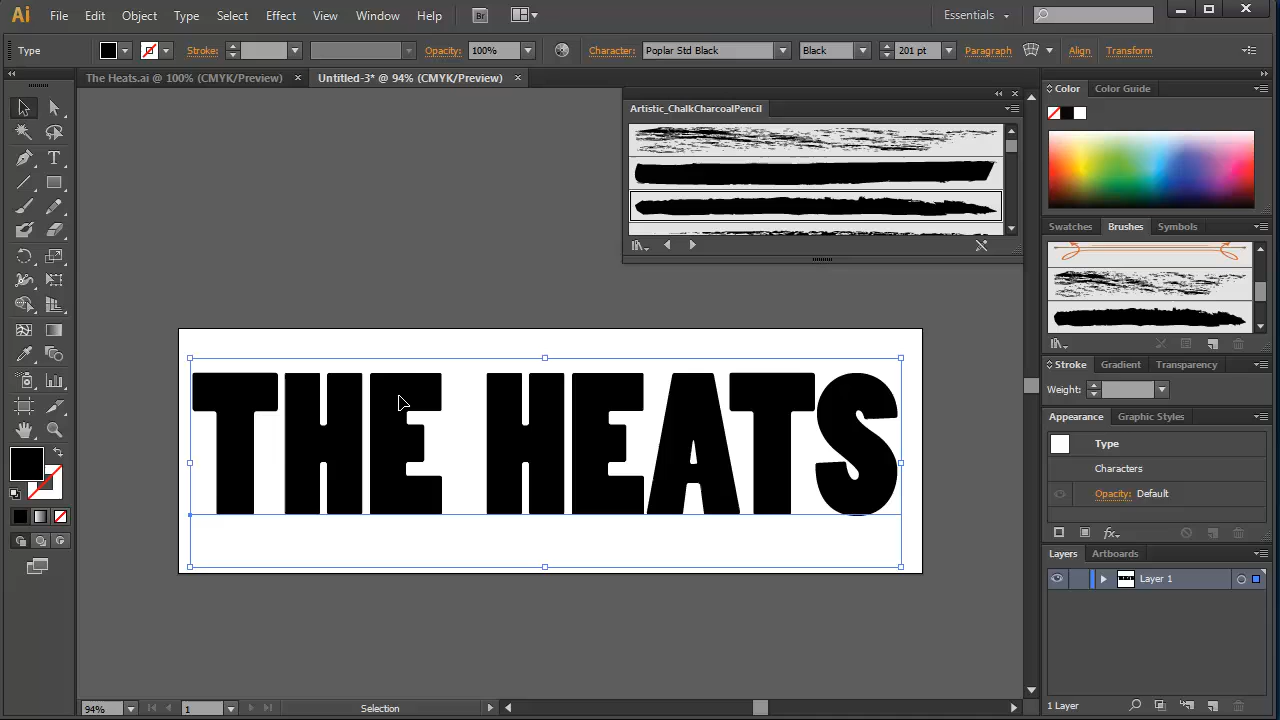 Ai File Edit Object Type Select Effect View Window Help Br Essentials
Type Stroke: Opacity: 100% Character: Poplar Std Black Black 201 pt Paragraph Align Transform
The Heats.ai @ 100% (CMYK/Preview) × Untitled-3* @ 94% (CMYK/Preview) ×
Color Color Guide
Artistic_ChalkCharcoalPencil
Swatches Brushes Symbols
Stroke Gradient Transparency
Weight:
Appearance Graphic Styles
Type
Characters
Opacity: Default
fx
Layers Artboards
Layer 1
1 Layer
THE HEATS
94% 1 Selection